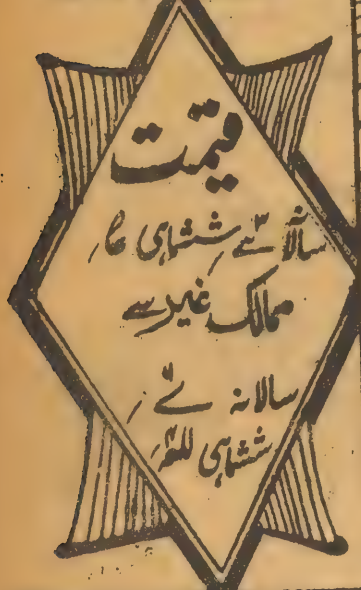 قیمت
سالانہ ششماہی
ممالک غیر سے
سالانہ
ششماہی